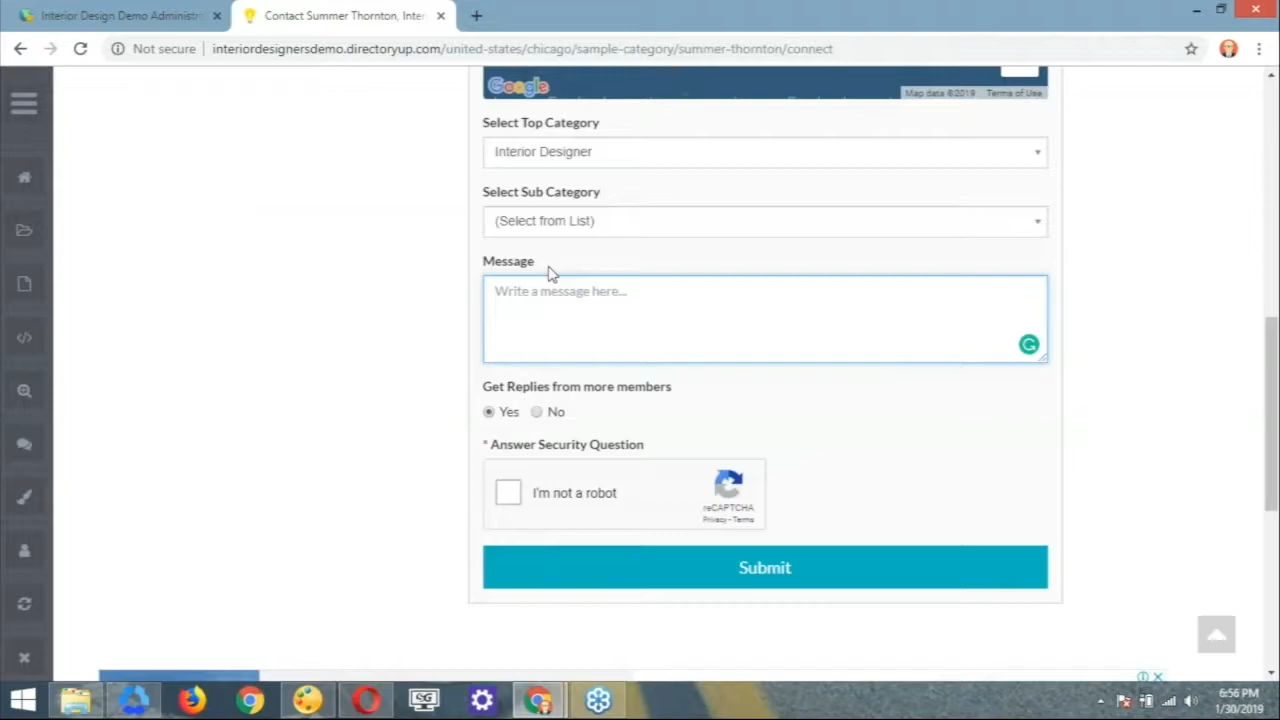 Interior Design Demo Administr
Contact Summer Thornton, Inter
Not secure
interiordesignersdemo.directoryup.com/united-states/chicago/sample-category/summer-thornton/connect
Google
Map data ©2019 Terms of Use
Select Top Category
Interior Designer
Select Sub Category
(Select from List)
Message
Write a message here...
G
Get Replies from more members
Yes No
* Answer Security Question
I'm not a robot
reCAPTCHA
Privacy - Terms
Submit
SG
6:56 PM
1/30/2019